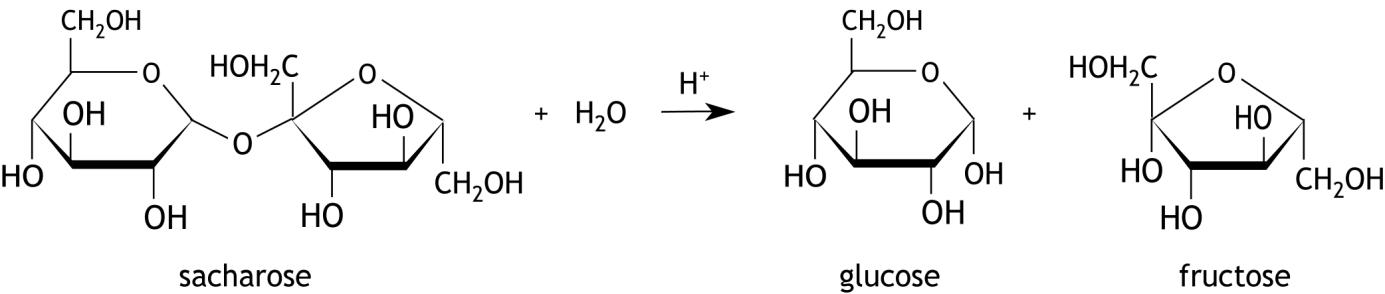 CH₂OH CH₂OH
O HOH₂C O O HOH₂C O
H⁺
OH HO + H₂O OH + HO
O
HO CH₂OH HO OH HO CH₂OH
OH HO OH HO
sacharose glucose fructose